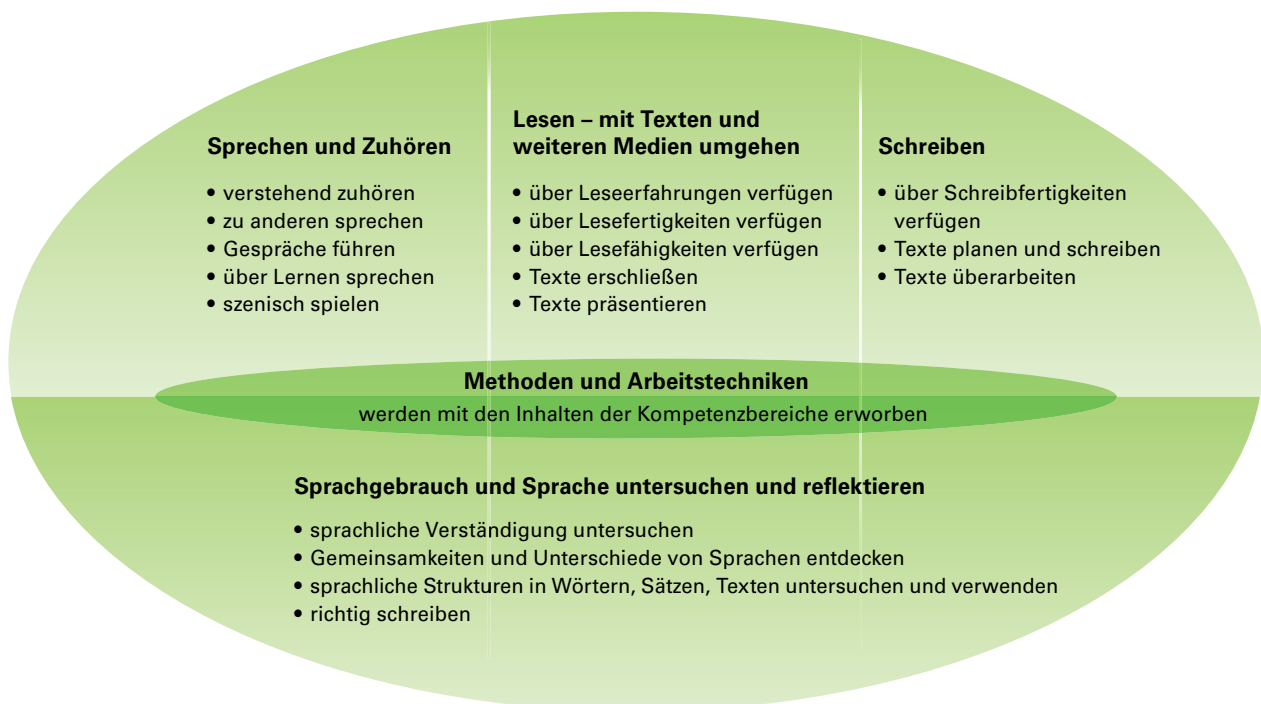 Sprechen und Zuhören
• verstehend zuhören
• zu anderen sprechen
• Gespräche führen
• über Lernen sprechen
• szenisch spielen
Lesen – mit Texten und
weiteren Medien umgehen
• über Leseerfahrungen verfügen
• über Lesefertigkeiten verfügen
• über Lesefähigkeiten verfügen
• Texte erschließen
• Texte präsentieren
Schreiben
• über Schreibfertigkeiten
verfügen
• Texte planen und schreiben
• Texte überarbeiten
Methoden und Arbeitstechniken
werden mit den Inhalten der Kompetenzbereiche erworben
Sprachgebrauch und Sprache untersuchen und reflektieren
• sprachliche Verständigung untersuchen
• Gemeinsamkeiten und Unterschiede von Sprachen entdecken
• sprachliche Strukturen in Wörtern, Sätzen, Texten untersuchen und verwenden
• richtig schreiben